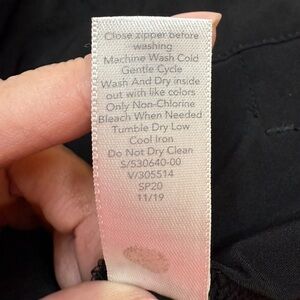 Close zipper before
washing
Machine Wash Cold
Gentle Cycle
Wash And Dry inside
out with like colors
Only Non-Chlorine
Bleach When Needed
Tumble Dry Low
Cool Iron
Do Not Dry Clean
S/530640-00
V/305514
SP20
11/19